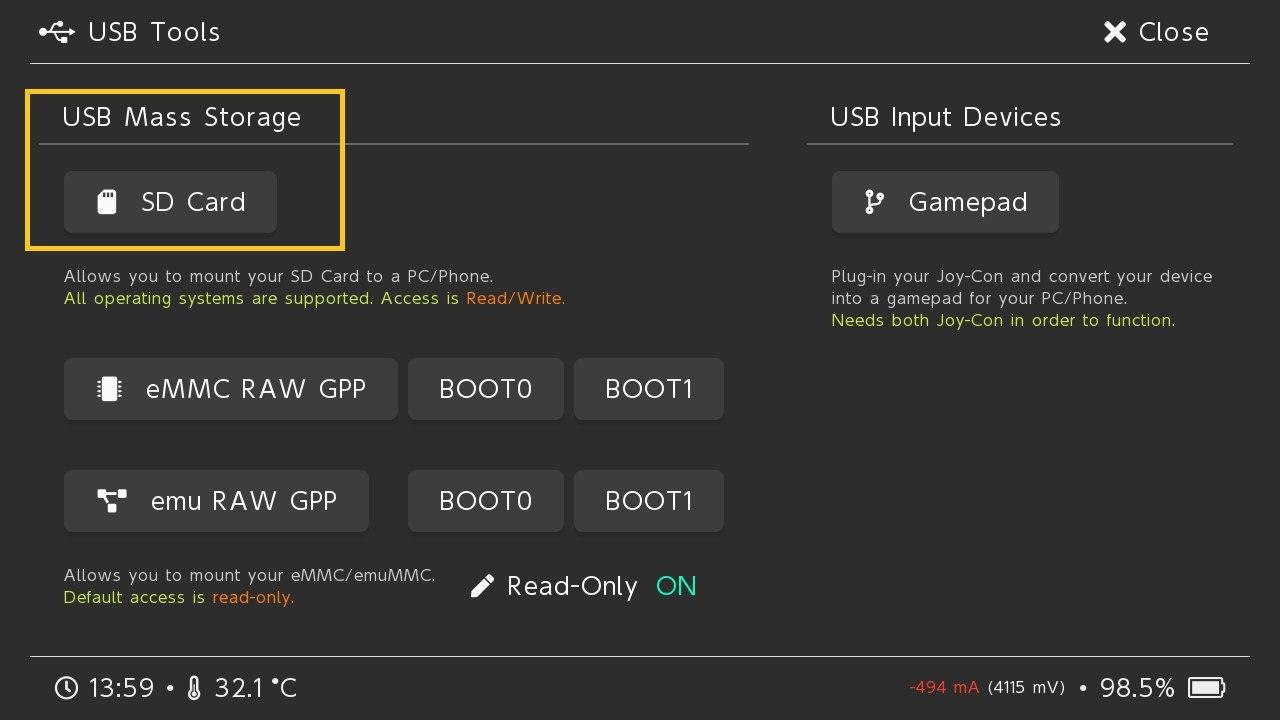 USB Tools
Close
USB Mass Storage
SD Card
Allows you to mount your SD Card to a PC/Phone.
All operating systems are supported. Access is Read/Write.
eMMC RAW GPP
BOOT0
BOOT1
emu RAW GPP
BOOT0
BOOT1
Allows you to mount your eMMC/emuMMC.
Default access is read-only.
Read-Only ON
USB Input Devices
Gamepad
Plug-in your Joy-Con and convert your device
into a gamepad for your PC/Phone.
Needs both Joy-Con in order to function.
13:59 • 32.1 °C
-494 mA (4115 mV) • 98.5%